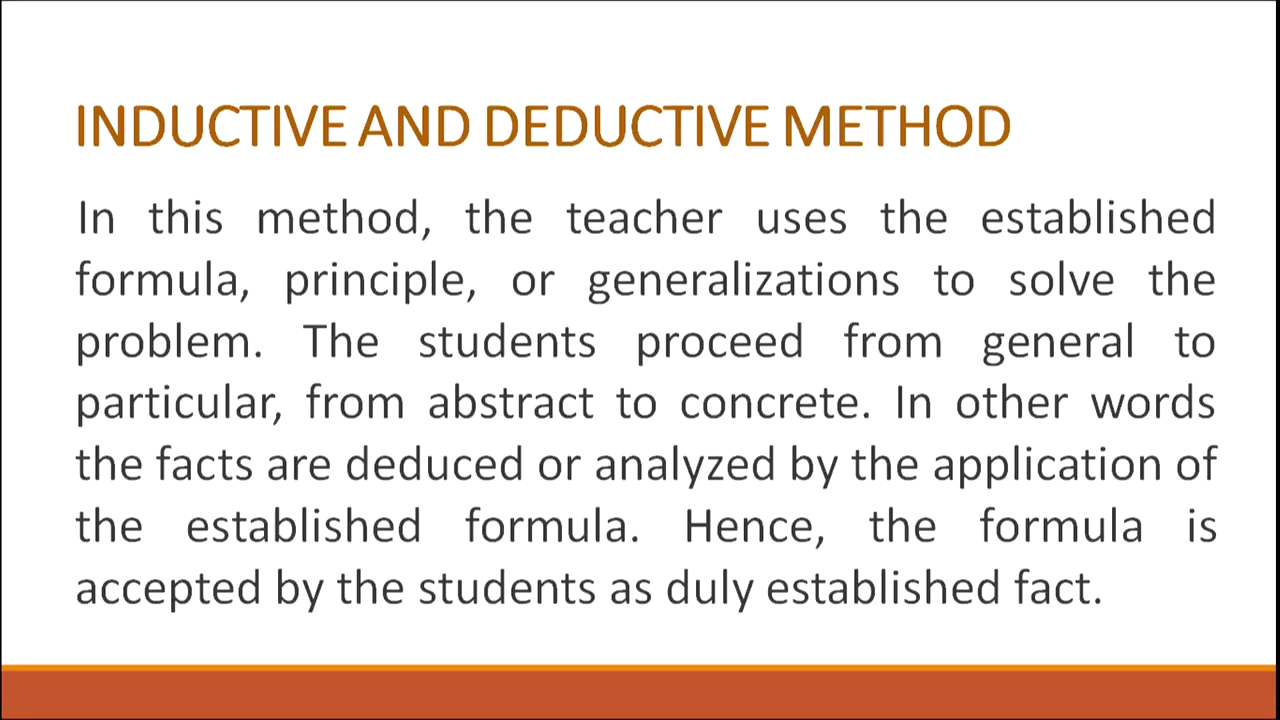 INDUCTIVE AND DEDUCTIVE METHOD
In this method, the teacher uses the established
formula, principle, or generalizations to solve the
problem. The students proceed from general to
particular, from abstract to concrete. In other words
the facts are deduced or analyzed by the application of
the established formula. Hence, the formula is
accepted by the students as duly established fact.